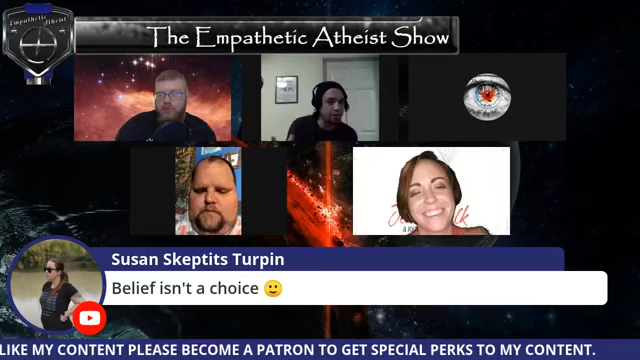 Empathetic Atheist
The Empathetic Atheist Show
Susan Skeptits Turpin
Belief isn't a choice 🙂
LIKE MY CONTENT PLEASE BECOME A PATRON TO GET SPECIAL PERKS TO MY CONTENT.